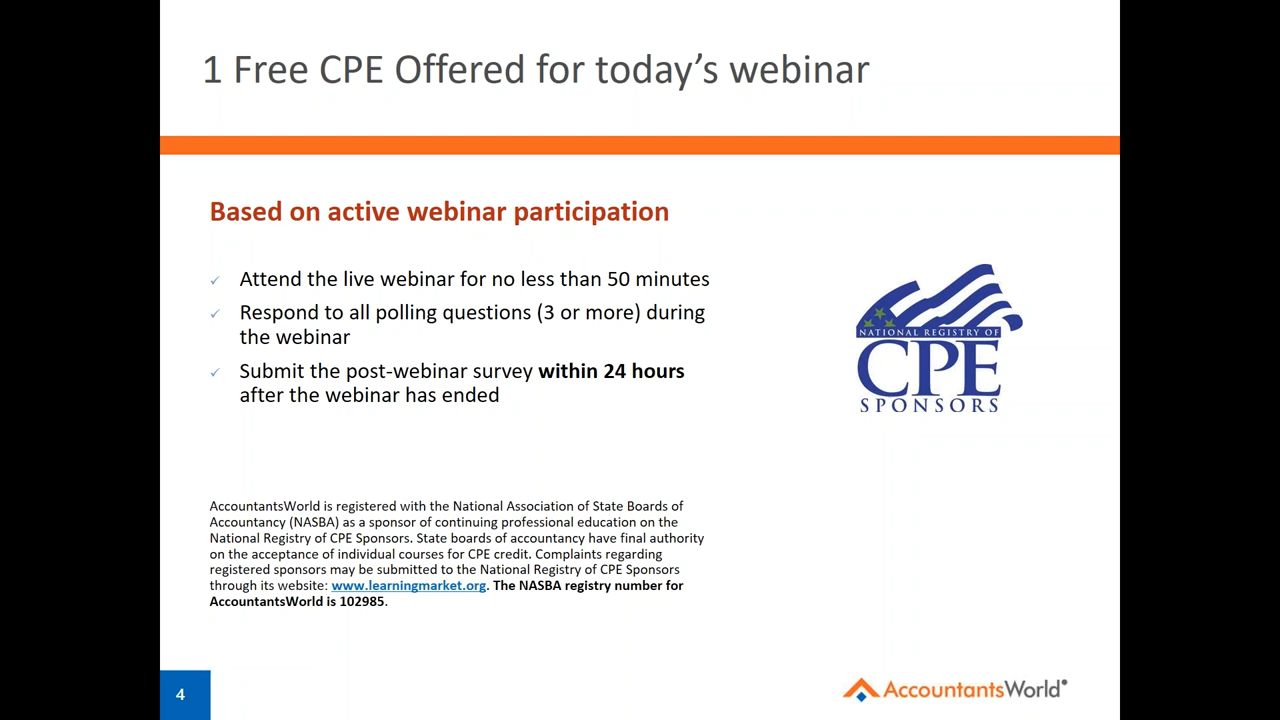 1 Free CPE Offered for today's webinar
Based on active webinar participation
✓ Attend the live webinar for no less than 50 minutes
✓ Respond to all polling questions (3 or more) during
the webinar
✓ Submit the post-webinar survey within 24 hours
after the webinar has ended
NATIONAL REGISTRY OF
CPE
SPONSORS
AccountantsWorld is registered with the National Association of State Boards of
Accountancy (NASBA) as a sponsor of continuing professional education on the
National Registry of CPE Sponsors. State boards of accountancy have final authority
on the acceptance of individual courses for CPE credit. Complaints regarding
registered sponsors may be submitted to the National Registry of CPE Sponsors
through its website: www.learningmarket.org. The NASBA registry number for
AccountantsWorld is 102985.
4
AccountantsWorld